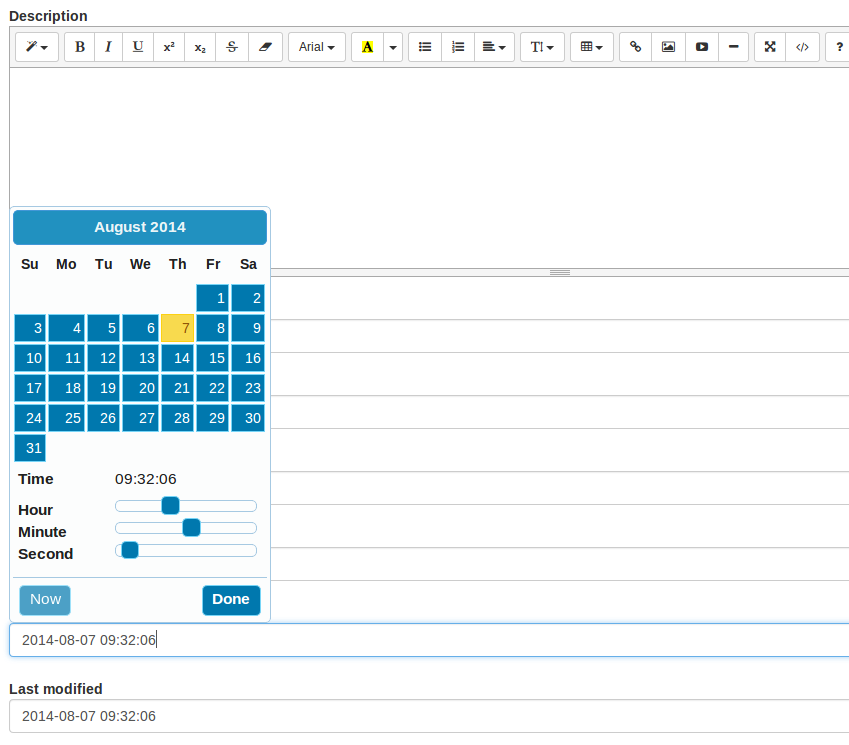 Description
B I U x² x₂ S Arial A TI </> ?
August 2014
Su Mo Tu We Th Fr Sa
1 2
3 4 5 6 7 8 9
10 11 12 13 14 15 16
17 18 19 20 21 22 23
24 25 26 27 28 29 30
31
Time 09:32:06
Hour
Minute
Second
Now Done
2014-08-07 09:32:06
Last modified
2014-08-07 09:32:06